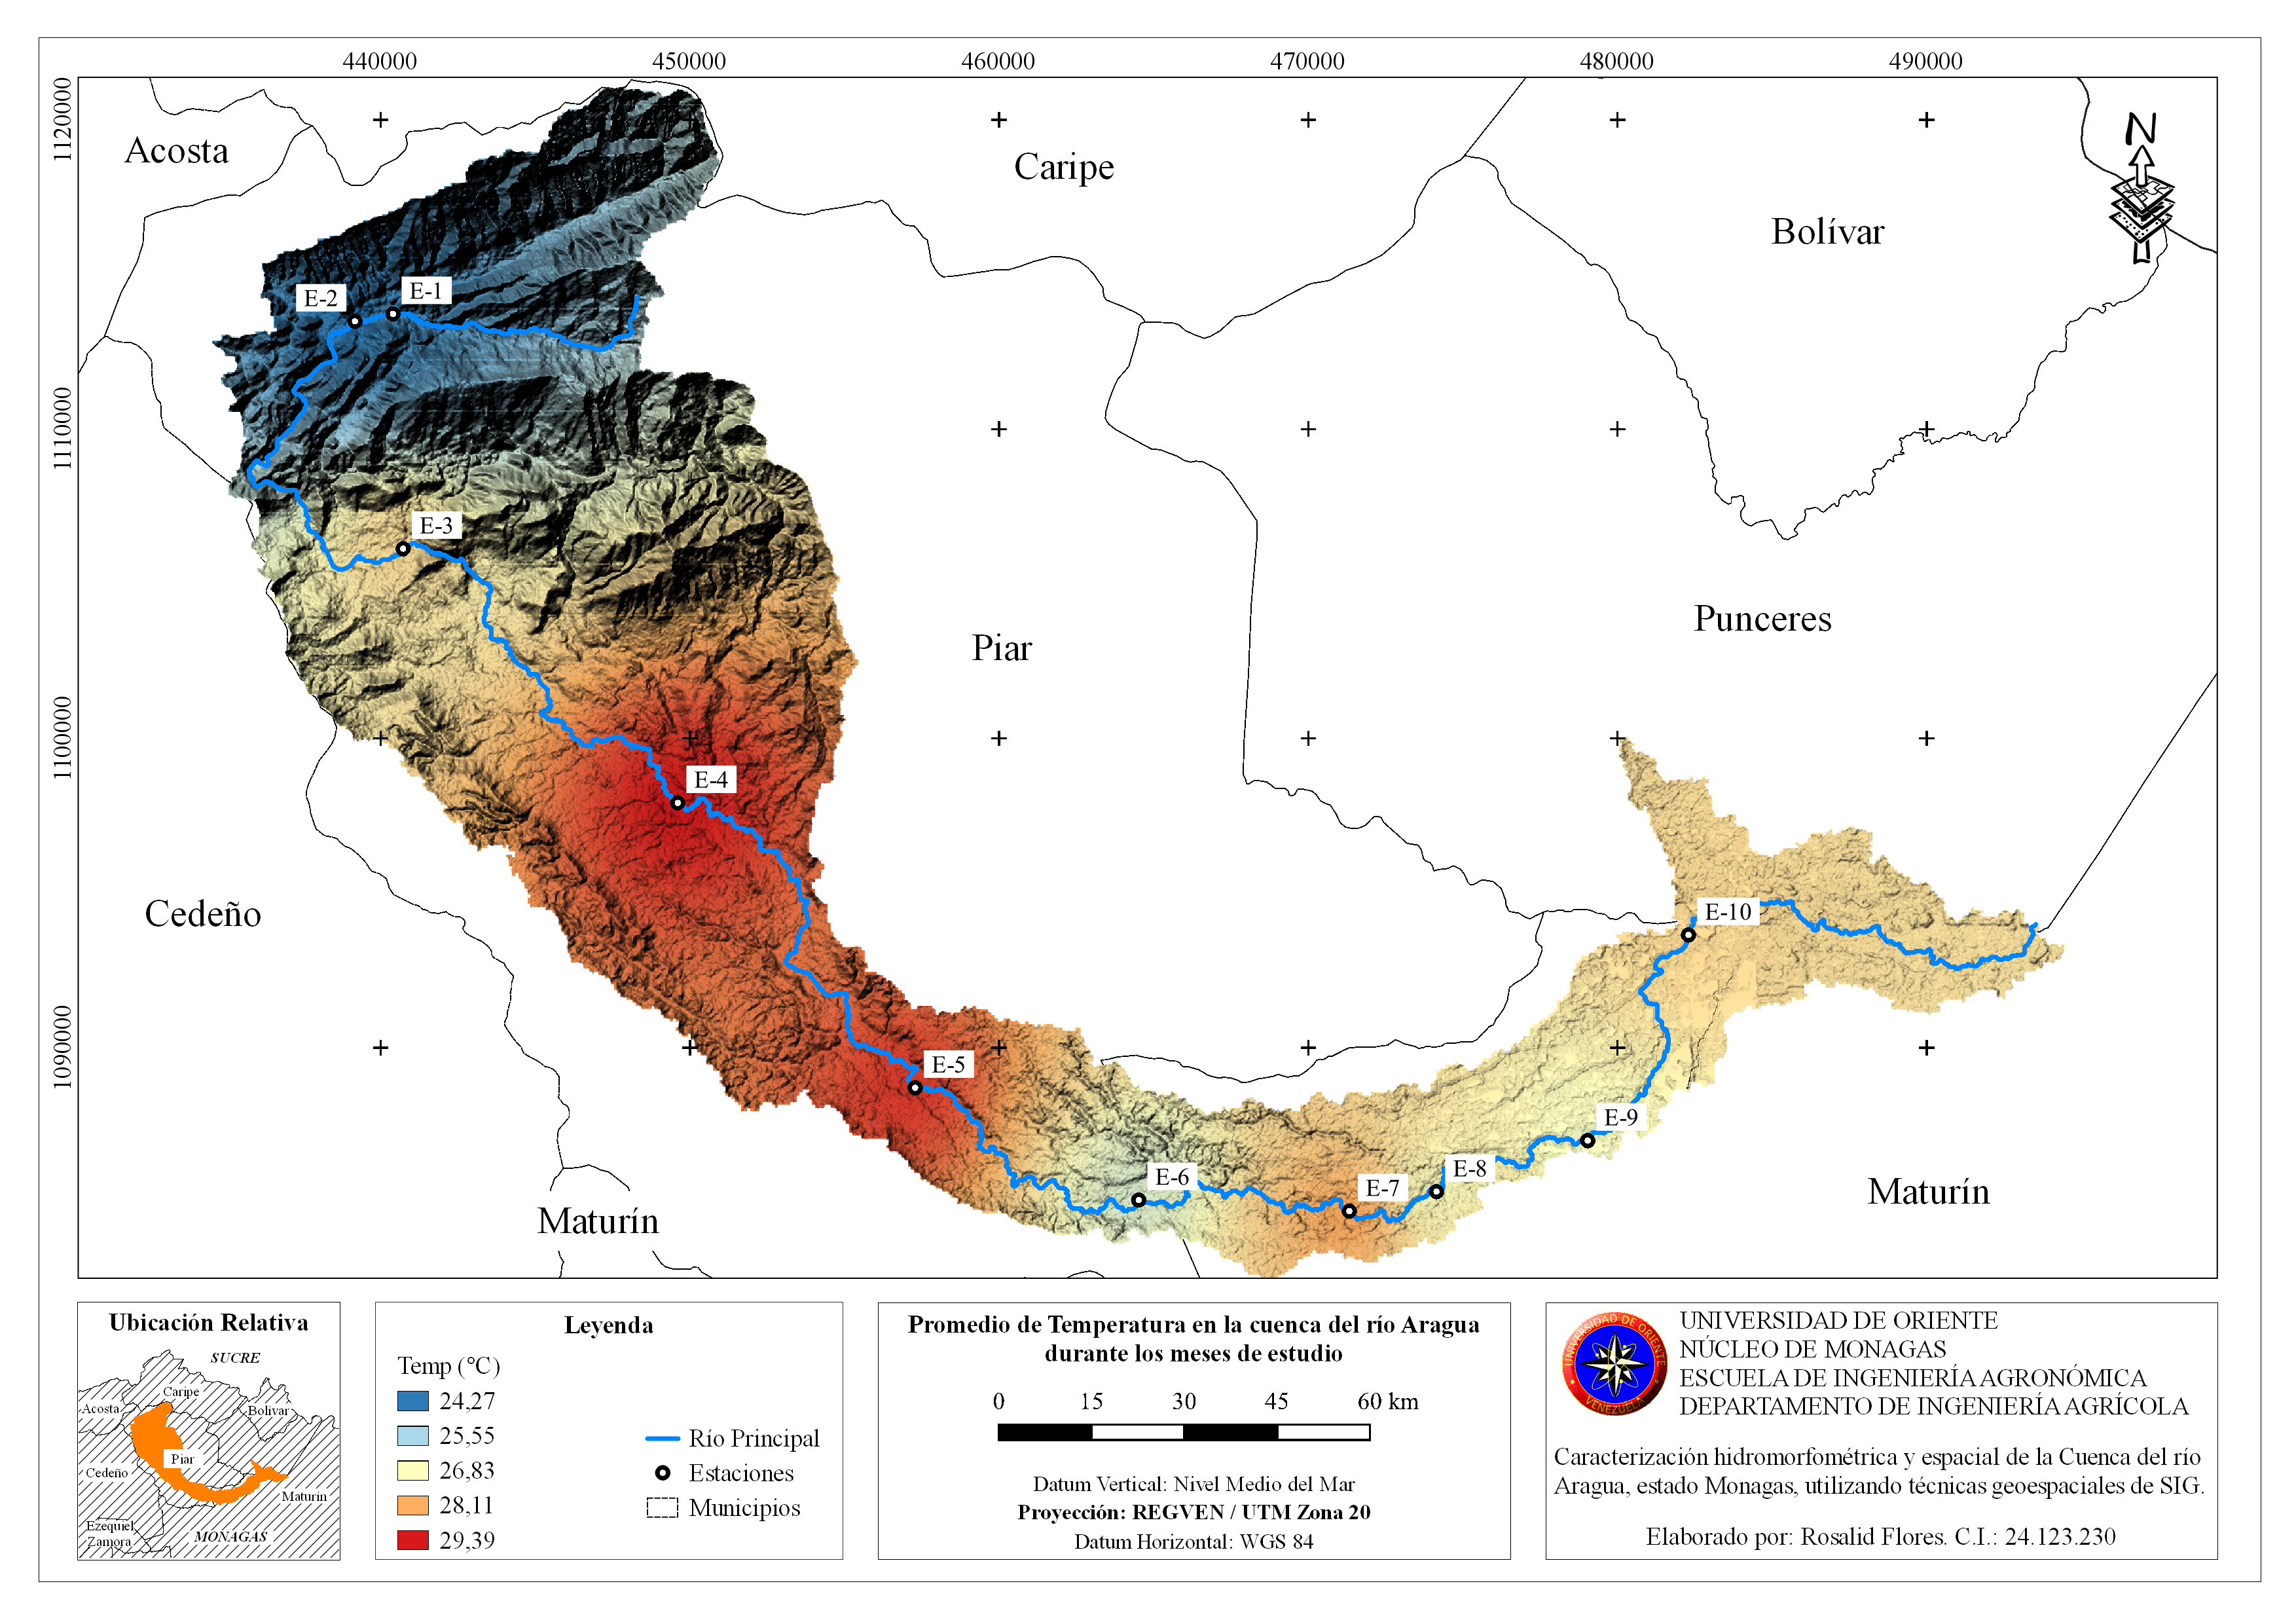 440000 450000 460000 470000 480000 490000
1120000
1110000
1100000
1090000
N
Acosta
Caripe
Bolívar
E-2
E-1
E-3
Punceres
Piar
E-4
Cedeño
E-10
E-5
E-9
E-6
E-7
E-8
Maturín
Maturín
Ubicación Relativa
SUCRE
Caripe
Acosta
Bolívar
Piar
Cedeño
Maturín
Ezequiel
Zamora
MONAGAS
Leyenda
Temp (°C)
24,27
25,55
26,83
28,11
29,39
Río Principal
Estaciones
Municipios
Promedio de Temperatura en la cuenca del río Aragua
durante los meses de estudio
0 15 30 45 60 km
Datum Vertical: Nivel Medio del Mar
Proyección: REGVEN / UTM Zona 20
Datum Horizontal: WGS 84
UNIVERSIDAD DE ORIENTE
VENEZUELA
UNIVERSIDAD DE ORIENTE
NÚCLEO DE MONAGAS
ESCUELA DE INGENIERÍA AGRONÓMICA
DEPARTAMENTO DE INGENIERÍA AGRÍCOLA
Caracterización hidromorfométrica y espacial de la Cuenca del río
Aragua, estado Monagas, utilizando técnicas geoespaciales de SIG.
Elaborado por: Rosalid Flores. C.I.: 24.123.230